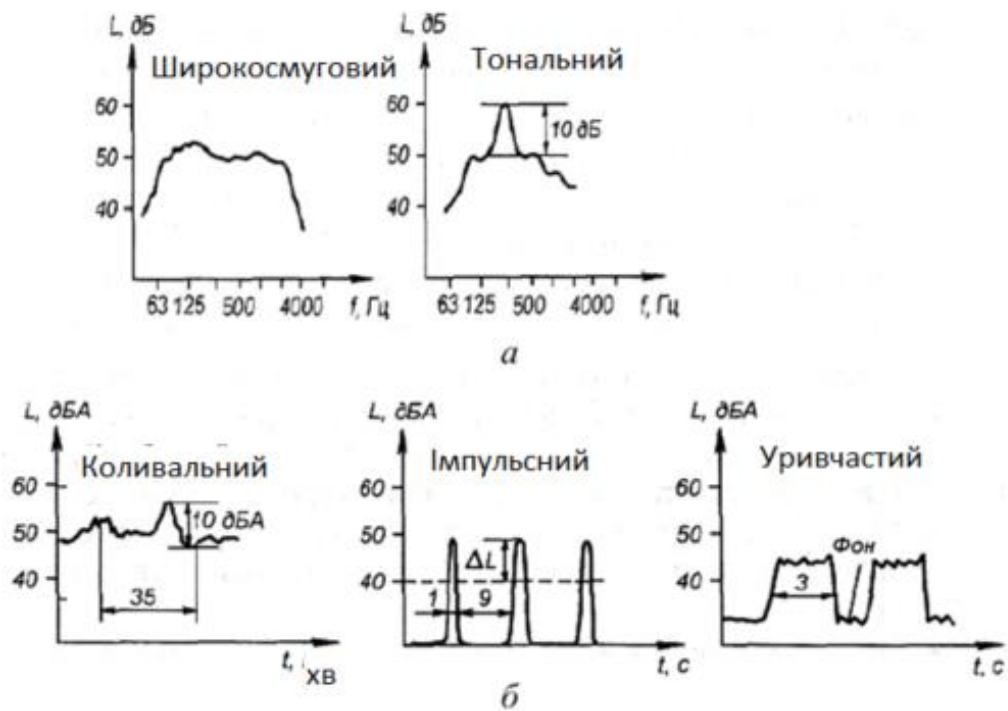 L, дБ
Широкосмуговий
60
50
40
63 125 500 4000 f, Гц
L, дБ
Тональний
60
50
40
10 дБ
63 125 500 4000 f, Гц
а
L, дБА
Коливальний
60
50
40
10 дБА
35
t, хв
L, дБА
Імпульсний
60
50
40
ΔL
1 9
t, с
L, дБА
Уривчастий
60
50
40
Фон
3
t, с
б